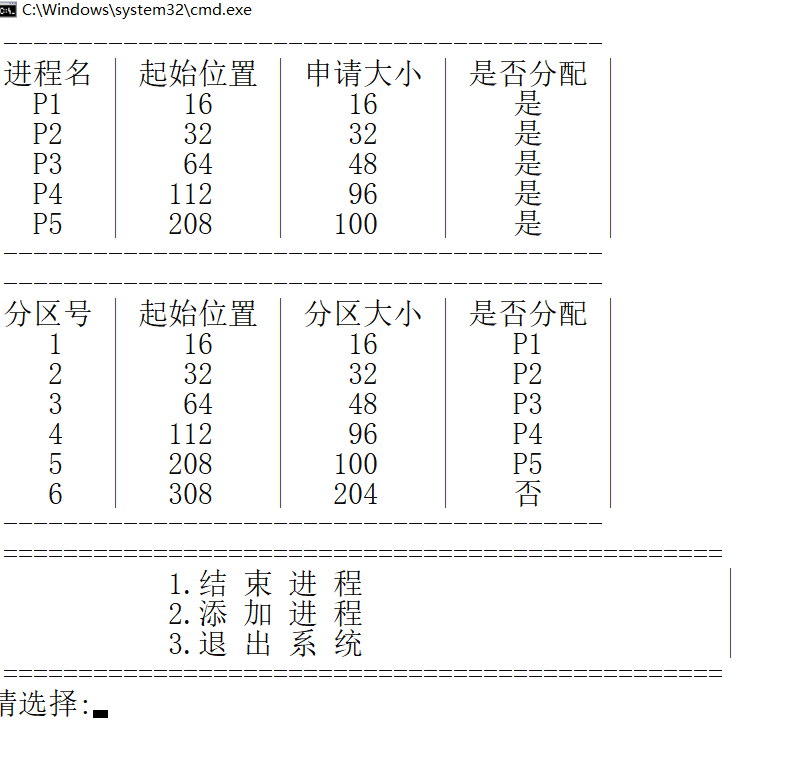 C:\Windows\system32\cmd.exe
----------------------------------------
进程名 | 起始位置 | 申请大小 | 是否分配 |
P1 | 16 | 16 | 是 |
P2 | 32 | 32 | 是 |
P3 | 64 | 48 | 是 |
P4 | 112 | 96 | 是 |
P5 | 208 | 100 | 是 |
----------------------------------------
----------------------------------------
分区号 | 起始位置 | 分区大小 | 是否分配 |
1 | 16 | 16 | P1 |
2 | 32 | 32 | P2 |
3 | 64 | 48 | P3 |
4 | 112 | 96 | P4 |
5 | 208 | 100 | P5 |
6 | 308 | 204 | 否 |
----------------------------------------
================================================
1.结 束 进 程 |
2.添 加 进 程 |
3.退 出 系 统 |
================================================
请选择: